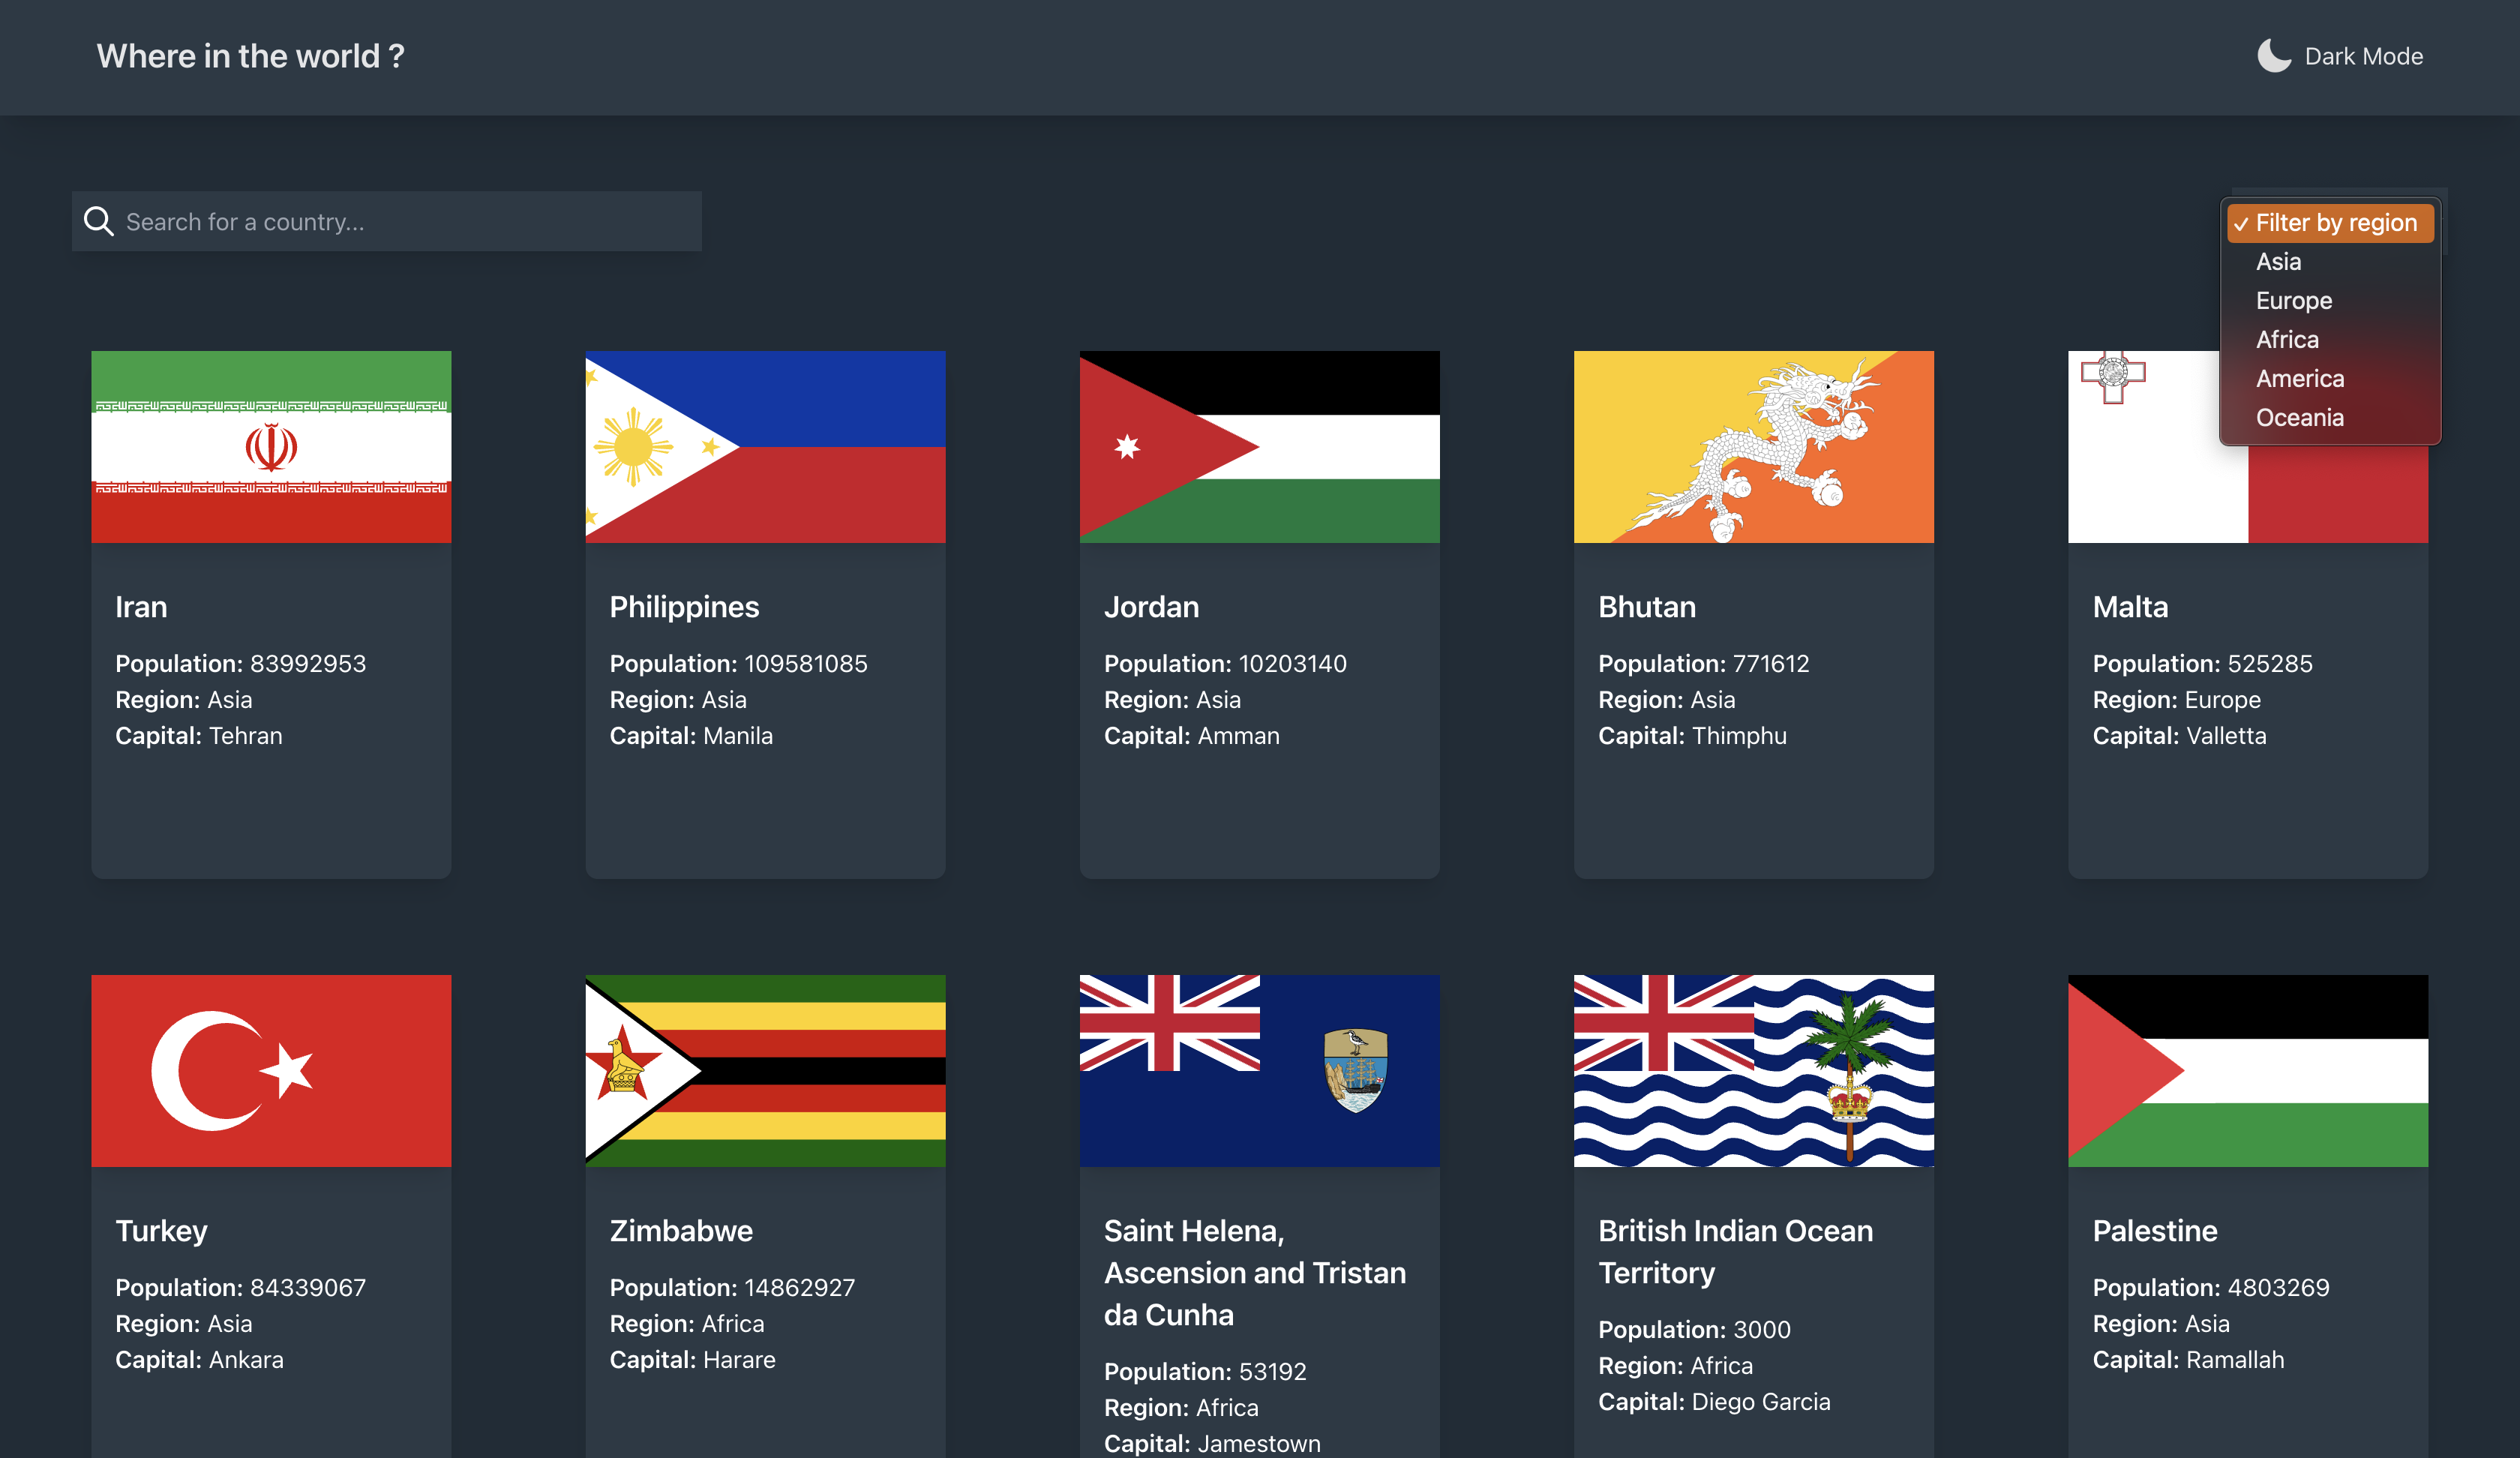 Where in the world ?
Dark Mode
Search for a country...
Filter by region
Asia
Europe
Africa
America
Oceania
Iran
Population: 83992953
Region: Asia
Capital: Tehran
Philippines
Population: 109581085
Region: Asia
Capital: Manila
Jordan
Population: 10203140
Region: Asia
Capital: Amman
Bhutan
Population: 771612
Region: Asia
Capital: Thimphu
Malta
Population: 525285
Region: Europe
Capital: Valletta
Turkey
Population: 84339067
Region: Asia
Capital: Ankara
Zimbabwe
Population: 14862927
Region: Africa
Capital: Harare
Saint Helena,
Ascension and Tristan
da Cunha
Population: 53192
Region: Africa
Capital: Jamestown
British Indian Ocean
Territory
Population: 3000
Region: Africa
Capital: Diego Garcia
Palestine
Population: 4803269
Region: Asia
Capital: Ramallah